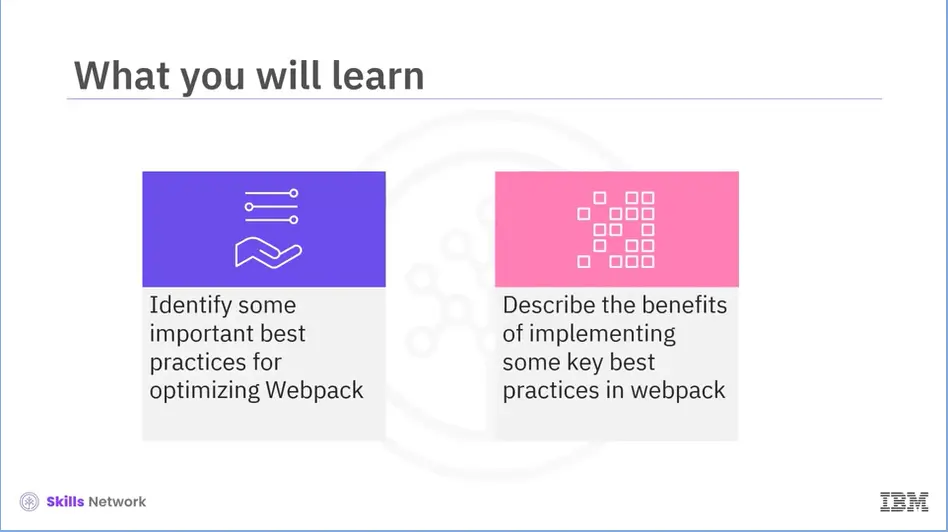 What you will learn
Identify some
important best
practices for
optimizing Webpack
Describe the benefits
of implementing
some key best
practices in webpack
Skills Network
IBM